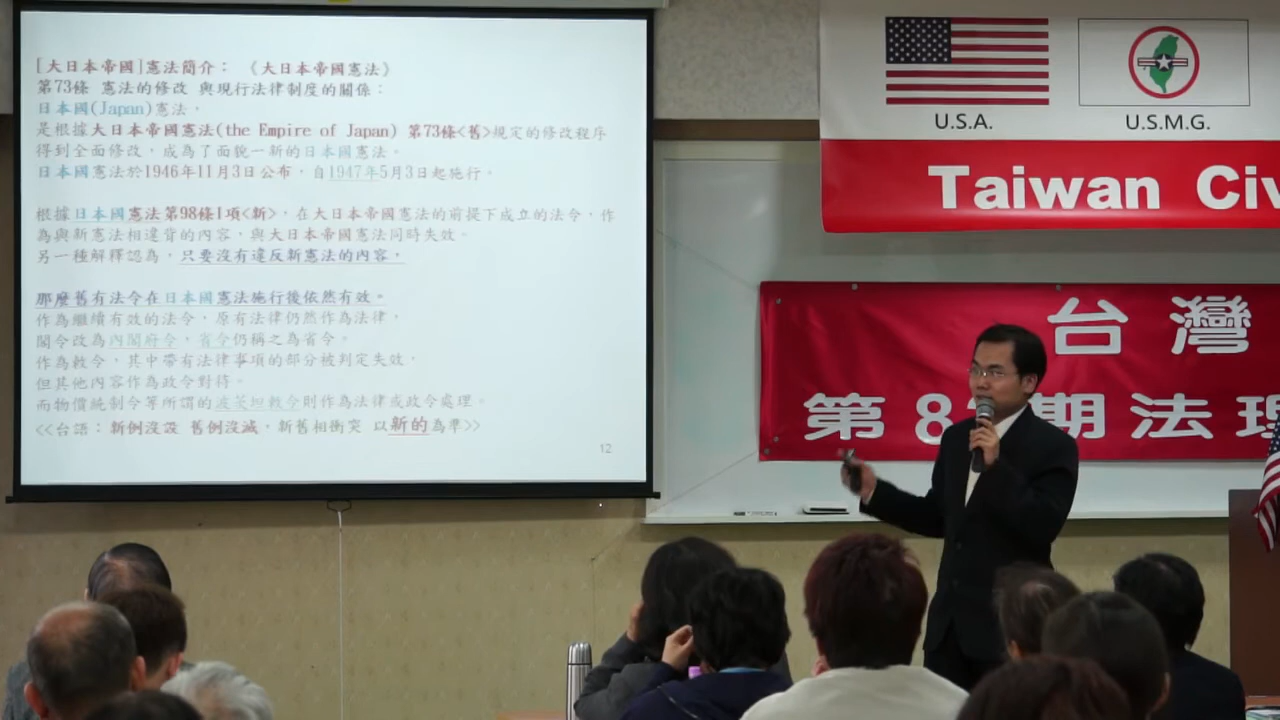 [大日本帝國]憲法簡介： 《大日本帝國憲法》
第73條 憲法的修改 與現行法律制度的關係：
日本國(Japan)憲法，
是根據大日本帝國憲法(the Empire of Japan) 第73條<舊>規定的修改程序
得到全面修改，成為了面貌一新的日本國憲法。
日本國憲法於1946年11月3日公布，自1947年5月3日起施行。
根據日本國憲法第98條1項<新>，在大日本帝國憲法的前提下成立的法令，作
為與新憲法相違背的內容，與大日本帝國憲法同時失效。
另一種解釋認為，只要沒有違反新憲法的內容，
那麼舊有法令在日本國憲法施行後依然有效。
作為繼續有效的法令，原有法律仍然作為法律，
閣令改為內閣府令，省令仍稱之為省令。
作為敕令，其中帶有法律事項的部分被判定失效，
但其他內容作為政令對待。
而物價統制令等所謂的波茨坦敕令則作為法律或政令處理。
<<台語：新例沒設 舊例沒滅，新舊相衝突 以新的為準>>
12
U.S.A.
U.S.M.G.
Taiwan Civ
台灣
第8 期法理